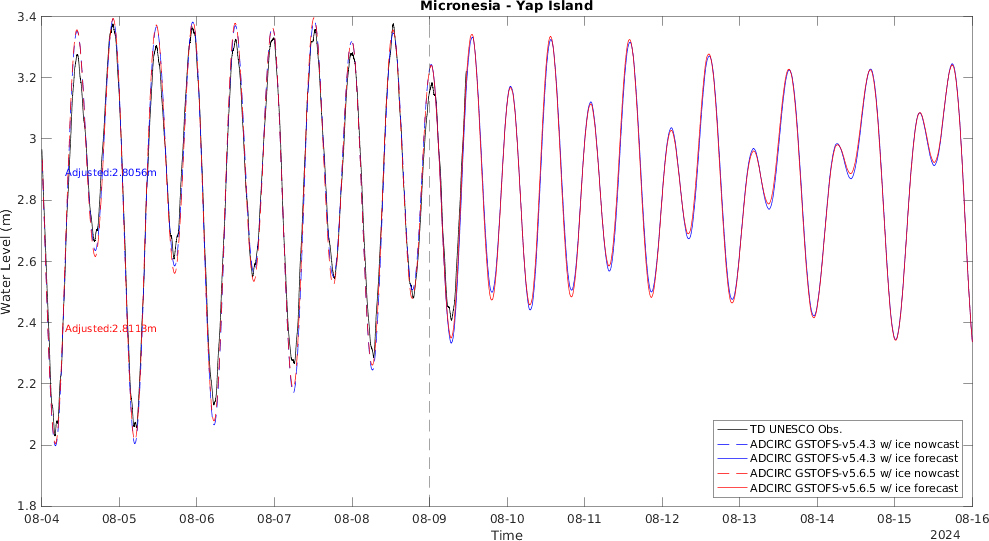 Micronesia - Yap Island
Water Level (m)
3.4
3.2
3
2.8
2.6
2.4
2.2
2
1.8
Adjusted:2.8056m
Adjusted:2.8113m
TD UNESCO Obs.
ADCIRC GSTOFS-v5.4.3 w/ ice nowcast
ADCIRC GSTOFS-v5.4.3 w/ ice forecast
ADCIRC GSTOFS-v5.6.5 w/ ice nowcast
ADCIRC GSTOFS-v5.6.5 w/ ice forecast
08-04 08-05 08-06 08-07 08-08 08-09 08-10 08-11 08-12 08-13 08-14 08-15 08-16
Time
2024